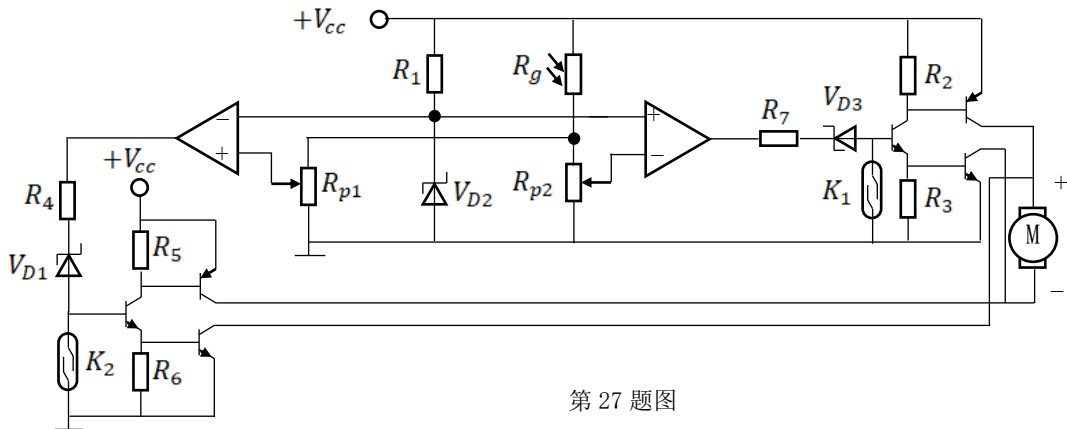 +Vcc
R1
Rg
R2
VD3
R7
−
+
+
−
+Vcc
Rp1
VD2
Rp2
K1
R3
R4
+
M
R5
VD1
−
K2
R6
第 27 题图